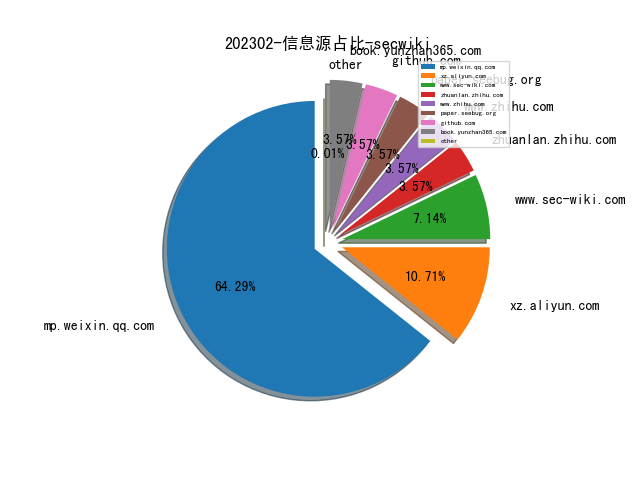 202302-信息源占比-secwiki
book.yunzhan365.com
github.com
other
paper.seebug.org
www.zhihu.com
zhuanlan.zhihu.com
www.sec-wiki.com
xz.aliyun.com
mp.weixin.qq.com
mp.weixin.qq.com
xz.aliyun.com
www.sec-wiki.com
zhuanlan.zhihu.com
www.zhihu.com
paper.seebug.org
github.com
book.yunzhan365.com
other
3.57%
3.57%
0.01%
3.57%
3.57%
3.57%
7.14%
10.71%
64.29%